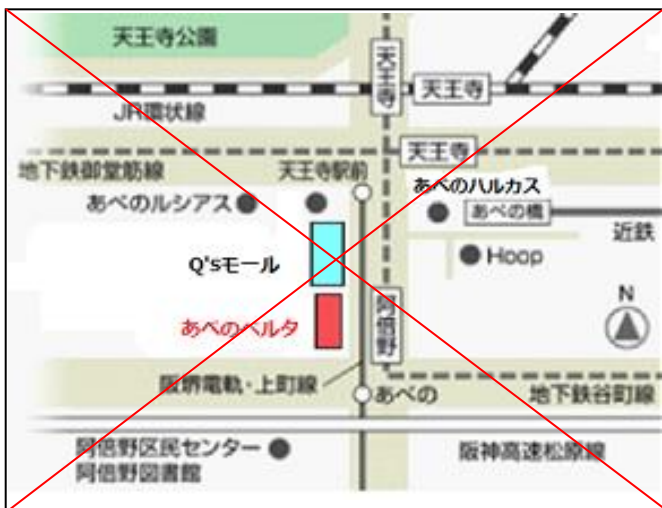 天王寺公園
天王寺
天王寺
JR環状線
天王寺
地下鉄御堂筋線
天王寺駅前
あべのハルカス
あべのルシアス
あべの橋
近鉄
Q'sモール
Hoop
N
あべのベルタ
阿倍野
阪堺電軌・上町線
あべの
地下鉄谷町線
阿倍野区民センター
阿倍野図書館
阪神高速松原線